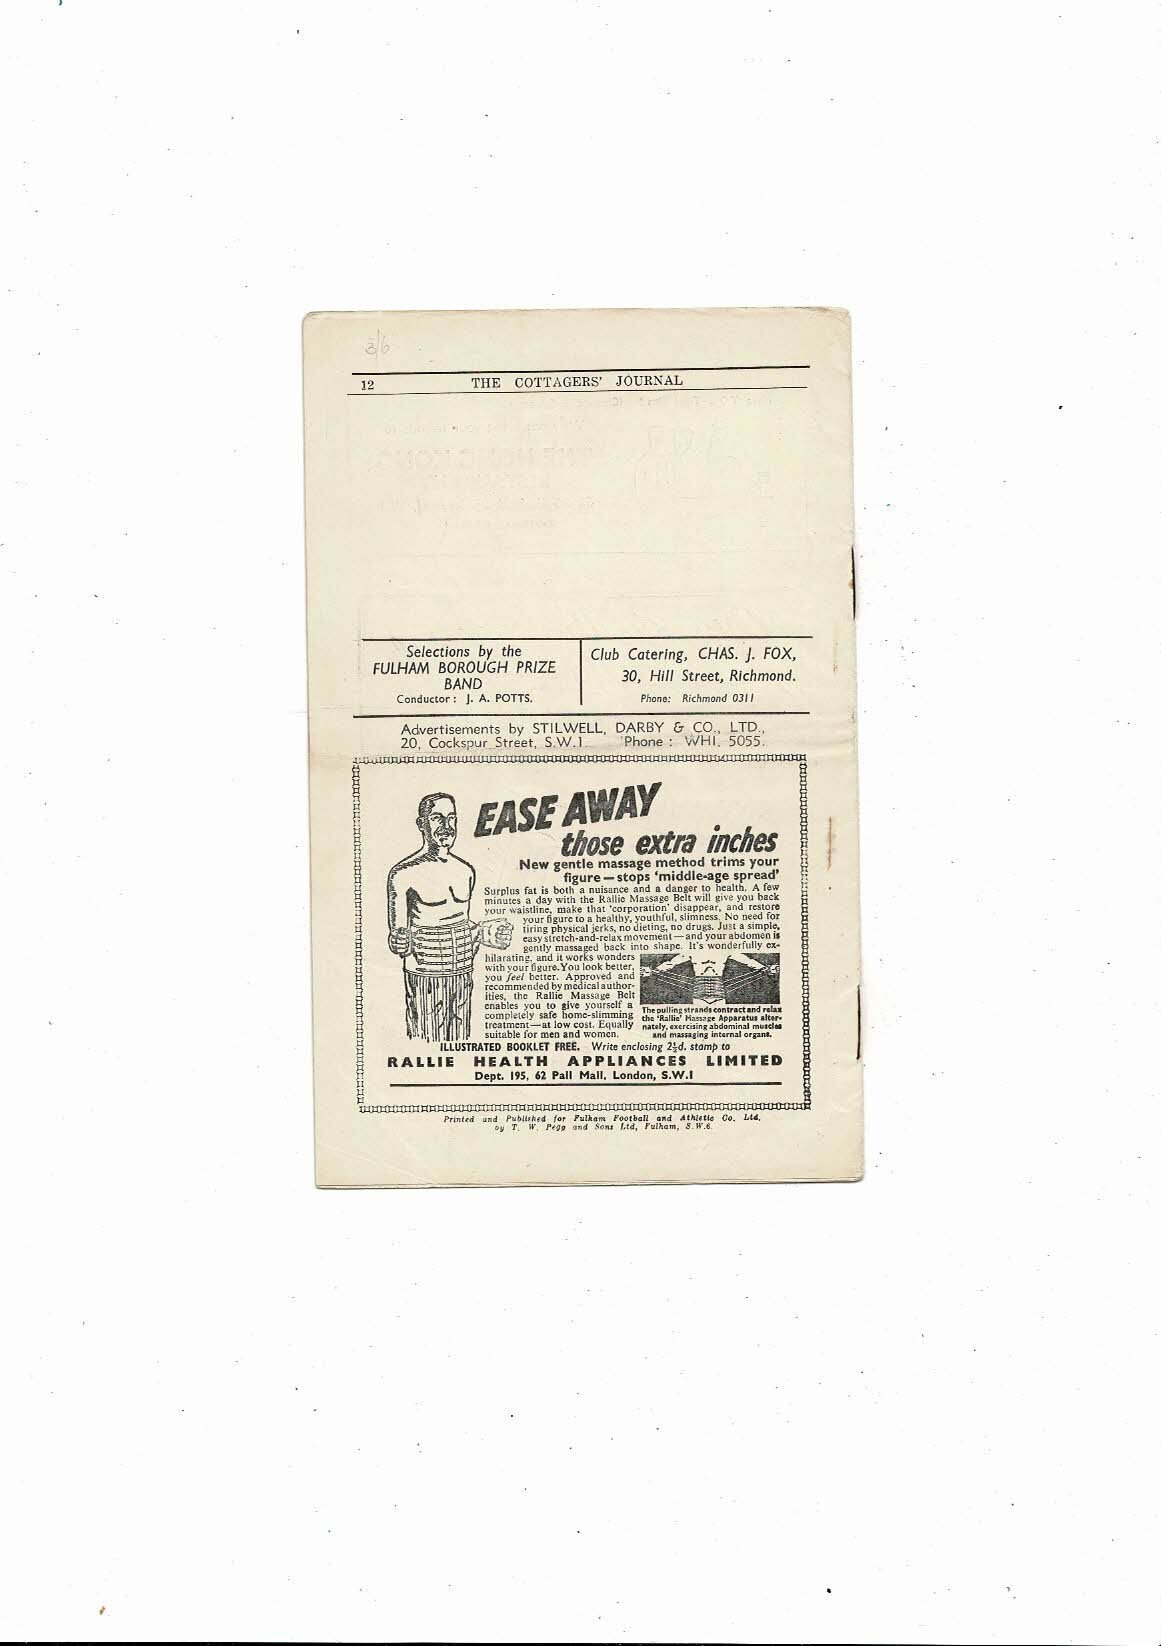 3/6
12 THE COTTAGERS' JOURNAL
Selections by the
FULHAM BOROUGH PRIZE
BAND
Conductor : J. A. POTTS.
Club Catering, CHAS. J. FOX,
30, Hill Street, Richmond.
Phone: Richmond 0311
Advertisements by STILWELL, DARBY & CO., LTD.,
20, Cockspur Street, S.W.1 Phone : WHI. 5055.
EASE AWAY
those extra inches
New gentle massage method trims your
figure—stops 'middle-age spread'
Surplus fat is both a nuisance and a danger to health. A few
minutes a day with the Rallie Massage Belt will give you back
your waistline, make that 'corporation' disappear, and restore
your figure to a healthy, youthful, slimness. No need for
tiring physical jerks, no dieting, no drugs. Just a simple,
easy stretch-and-relax movement—and your abdomen is
gently massaged back into shape. It's wonderfully ex-
hilarating, and it works wonders
with your figure. You look better,
you feel better. Approved and
recommended by medical author-
ities, the Rallie Massage Belt
enables you to give yourself a
completely safe home-slimming
treatment—at low cost. Equally
suitable for men and women.
The pulling strands contract and relax
the 'Rallie' Massage Apparatus alter-
nately, exercising abdominal muscles
and massaging internal organs.
ILLUSTRATED BOOKLET FREE. Write enclosing 2½d. stamp to
RALLIE HEALTH APPLIANCES LIMITED
Dept. 195, 62 Pall Mall, London, S.W.1
Printed and Published for Fulham Football and Athletic Co. Ltd.
by T. W. Pegg and Sons Ltd, Fulham, S.W.6.